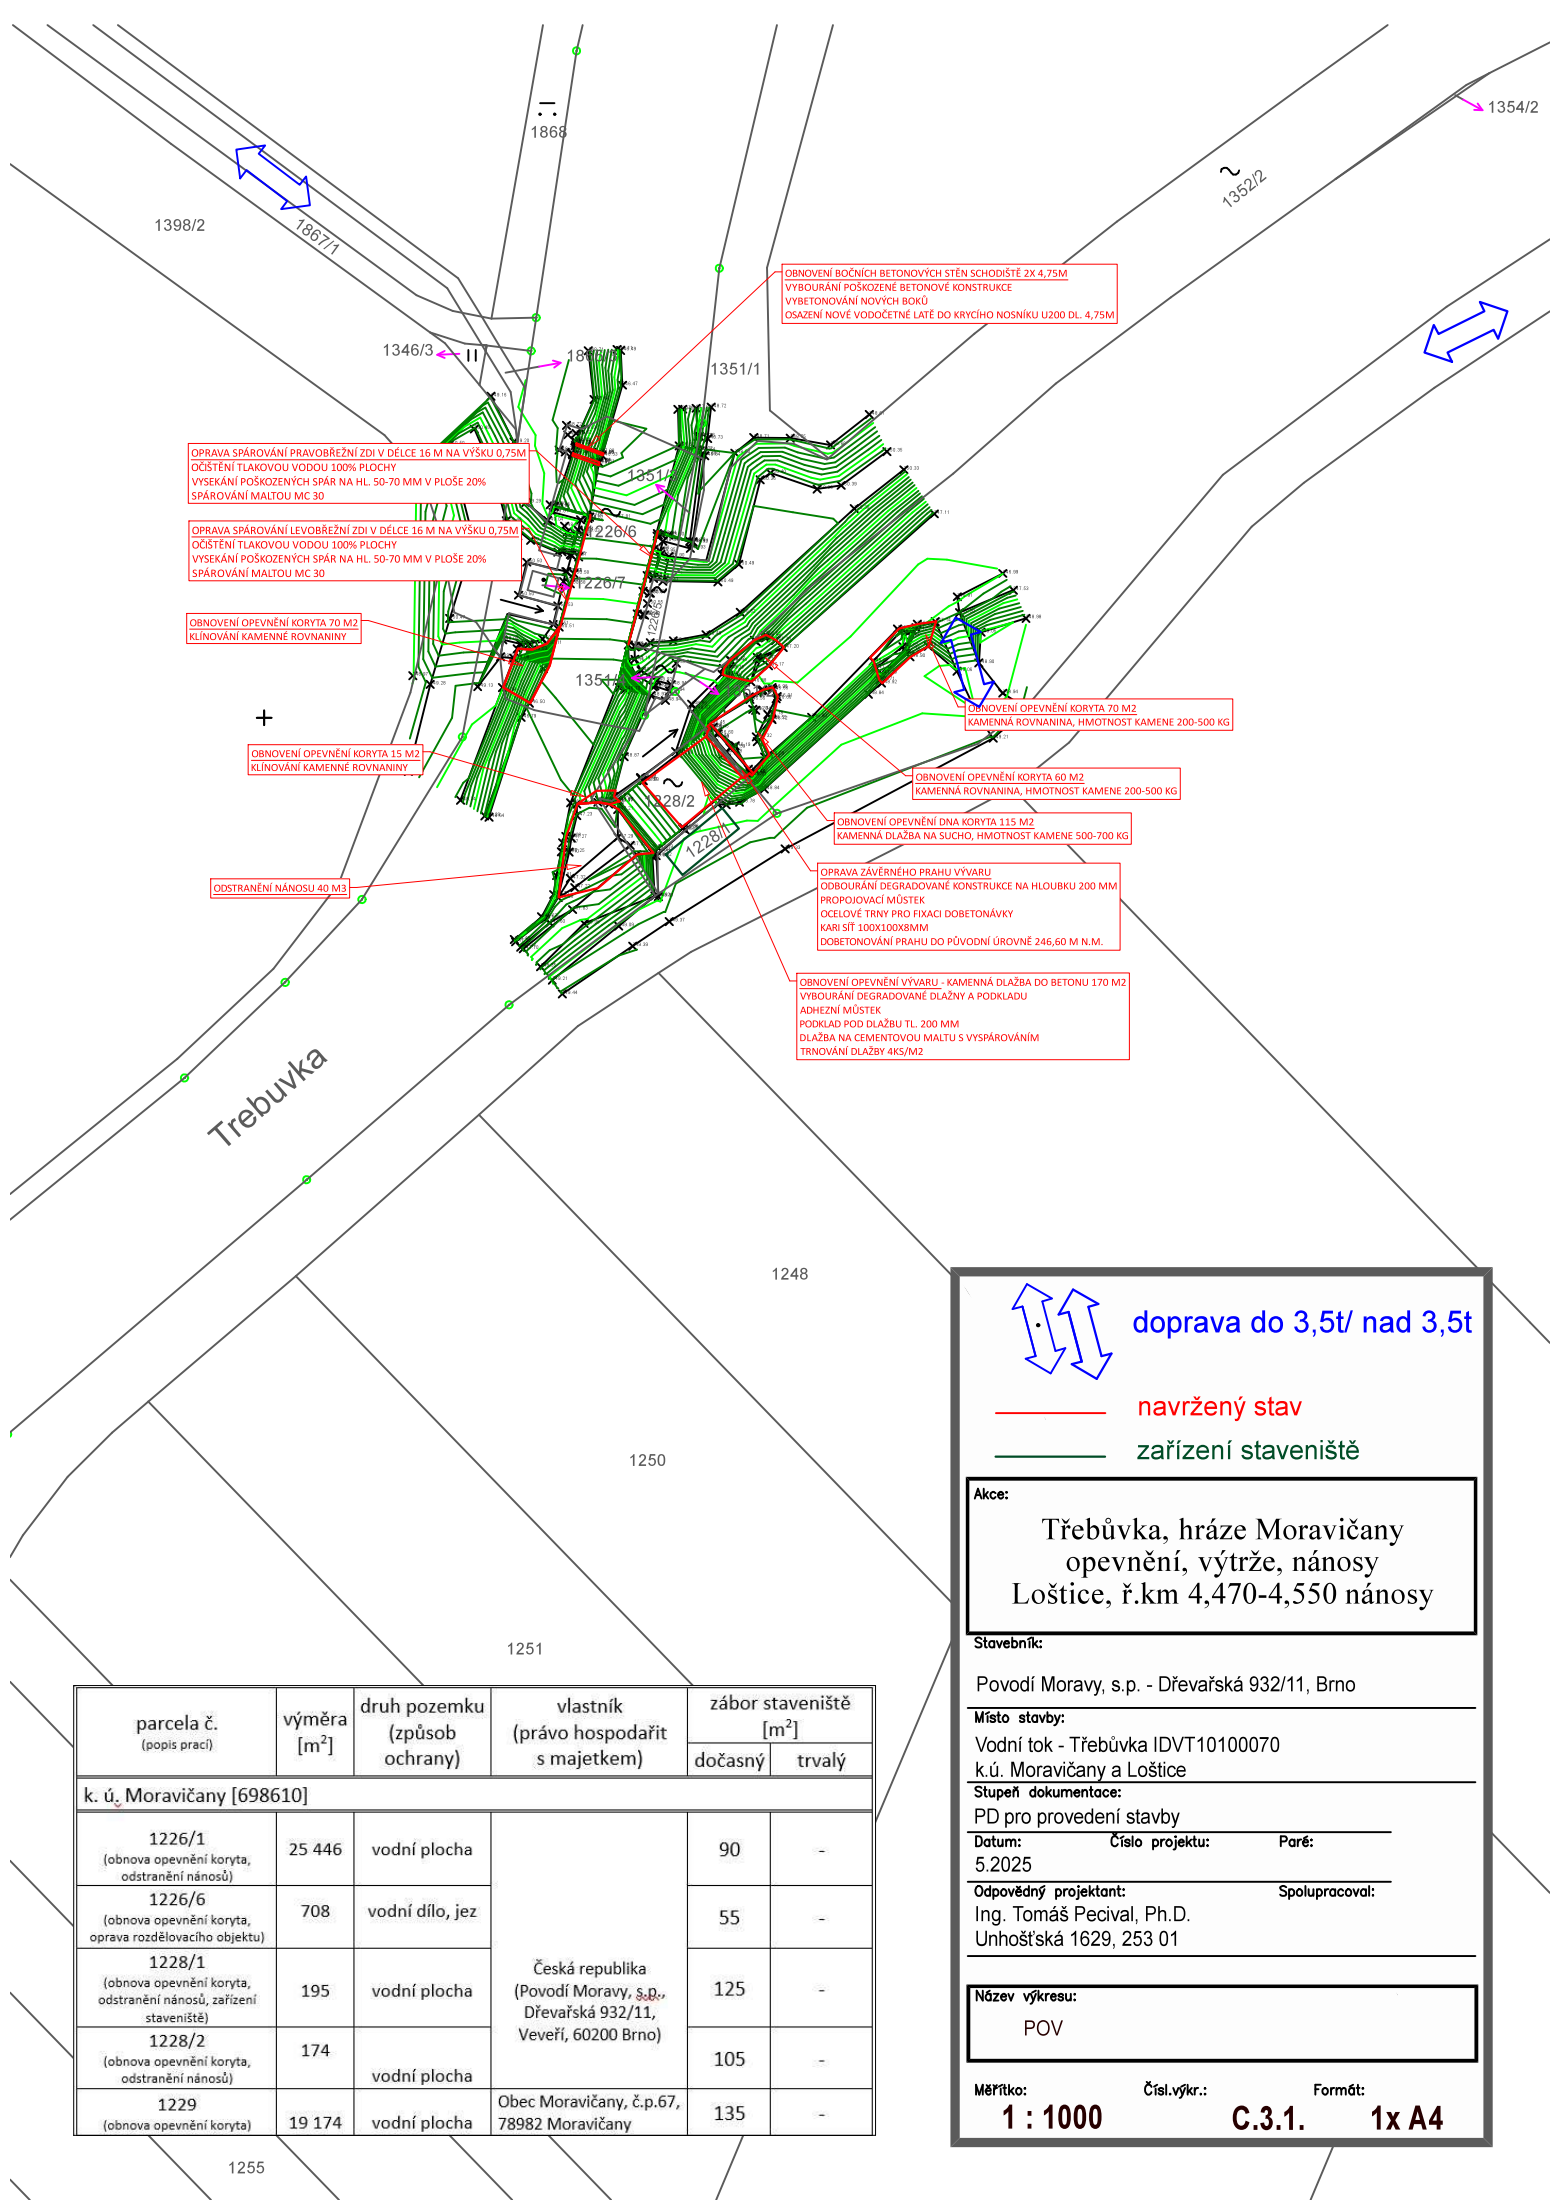 1868
1354/2
1352/2
1398/2
1867/1
OBNOVENÍ BOČNÍCH BETONOVÝCH STĚN SCHODIŠTĚ 2X 4,75M
VYBOURÁNÍ POŠKOZENÉ BETONOVÉ KONSTRUKCE
VYBETONOVÁNÍ NOVÝCH BOKŮ
OSAZENÍ NOVÉ VODOČETNÉ LATĚ DO KRYCÍHO NOSNÍKU U200 DL. 4,75M
1346/3
1351/1
OPRAVA SPÁROVÁNÍ PRAVOBŘEŽNÍ ZDI V DÉLCE 16 M NA VÝŠKU 0,75M
OČIŠTĚNÍ TLAKOVOU VODOU 100% PLOCHY
VYSEKÁNÍ POŠKOZENÝCH SPÁR NA HL. 50-70 MM V PLOŠE 20%
SPÁROVÁNÍ MALTOU MC 30
OPRAVA SPÁROVÁNÍ LEVOBŘEŽNÍ ZDI V DÉLCE 16 M NA VÝŠKU 0,75M
OČIŠTĚNÍ TLAKOVOU VODOU 100% PLOCHY
VYSEKÁNÍ POŠKOZENÝCH SPÁR NA HL. 50-70 MM V PLOŠE 20%
SPÁROVÁNÍ MALTOU MC 30
1226/6
1226/7
OBNOVENÍ OPEVNĚNÍ KORYTA 70 M2
KLÍNOVÁNÍ KAMENNÉ ROVNANINY
OBNOVENÍ OPEVNĚNÍ KORYTA 70 M2
KAMENNÁ ROVNANINA, HMOTNOST KAMENE 200-500 KG
OBNOVENÍ OPEVNĚNÍ KORYTA 15 M2
KLÍNOVÁNÍ KAMENNÉ ROVNANINY
OBNOVENÍ OPEVNĚNÍ KORYTA 60 M2
KAMENNÁ ROVNANINA, HMOTNOST KAMENE 200-500 KG
1228/2
1228/1
OBNOVENÍ OPEVNĚNÍ DNA KORYTA 115 M2
KAMENNÁ DLAŽBA NA SUCHO, HMOTNOST KAMENE 500-700 KG
ODSTRANĚNÍ NÁNOSU 40 M3
OPRAVA ZÁVĚRNÉHO PRAHU VÝVARU
ODBOURÁNÍ DEGRADOVANÉ KONSTRUKCE NA HLOUBKU 200 MM
PROPOJOVACÍ MŮSTEK
OCELOVÉ TRNY PRO FIXACI DOBETONÁVKY
KARI SÍŤ 100X100X8MM
DOBETONOVÁNÍ PRAHU DO PŮVODNÍ ÚROVNĚ 246,60 M N.M.
OBNOVENÍ OPEVNĚNÍ VÝVARU - KAMENNÁ DLAŽBA DO BETONU 170 M2
VYBOURÁNÍ DEGRADOVANÉ DLAŽNY A PODKLADU
ADHEZNÍ MŮSTEK
PODKLAD POD DLAŽBU TL. 200 MM
DLAŽBA NA CEMENTOVOU MALTU S VYSPÁROVÁNÍM
TRNOVÁNÍ DLAŽBY 4KS/M2
Trebuvka
1248
1250
1251
1255
doprava do 3,5t/ nad 3,5t
navržený stav
zařízení staveniště
Akce:
Třebůvka, hráze Moravičany
opevnění, výtrže, nánosy
Loštice, ř.km 4,470-4,550 nánosy
Stavebník:
Povodí Moravy, s.p. - Dřevařská 932/11, Brno
Místo stavby:
Vodní tok - Třebůvka IDVT10100070
k.ú. Moravičany a Loštice
Stupeň dokumentace:
PD pro provedení stavby
Datum: Číslo projektu: Paré:
5.2025
Odpovědný projektant: Spolupracoval:
Ing. Tomáš Pecival, Ph.D.
Unhošťská 1629, 253 01
Název výkresu:
POV
Měřítko: Čísl.výkr.: Formát:
1 : 1000 C.3.1. 1x A4
parcela č. (popis prací) výměra [m²] druh pozemku (způsob ochrany) vlastník (právo hospodařit s majetkem) zábor staveniště [m²]
dočasný trvalý
k. ú. Moravičany [698610]
1226/1
(obnova opevnění koryta,
odstranění nánosů)
25 446 vodní plocha 90 -
1226/6
(obnova opevnění koryta,
oprava rozdělovacího objektu)
708 vodní dílo, jez 55 -
1228/1
(obnova opevnění koryta,
odstranění nánosů, zařízení
staveniště)
195 vodní plocha 125 -
Česká republika
(Povodí Moravy, s.p.,
Dřevařská 932/11,
Veveří, 60200 Brno)
1228/2
(obnova opevnění koryta,
odstranění nánosů)
174 vodní plocha 105 -
1229
(obnova opevnění koryta)
19 174 vodní plocha
Obec Moravičany, č.p.67,
78982 Moravičany
135 -